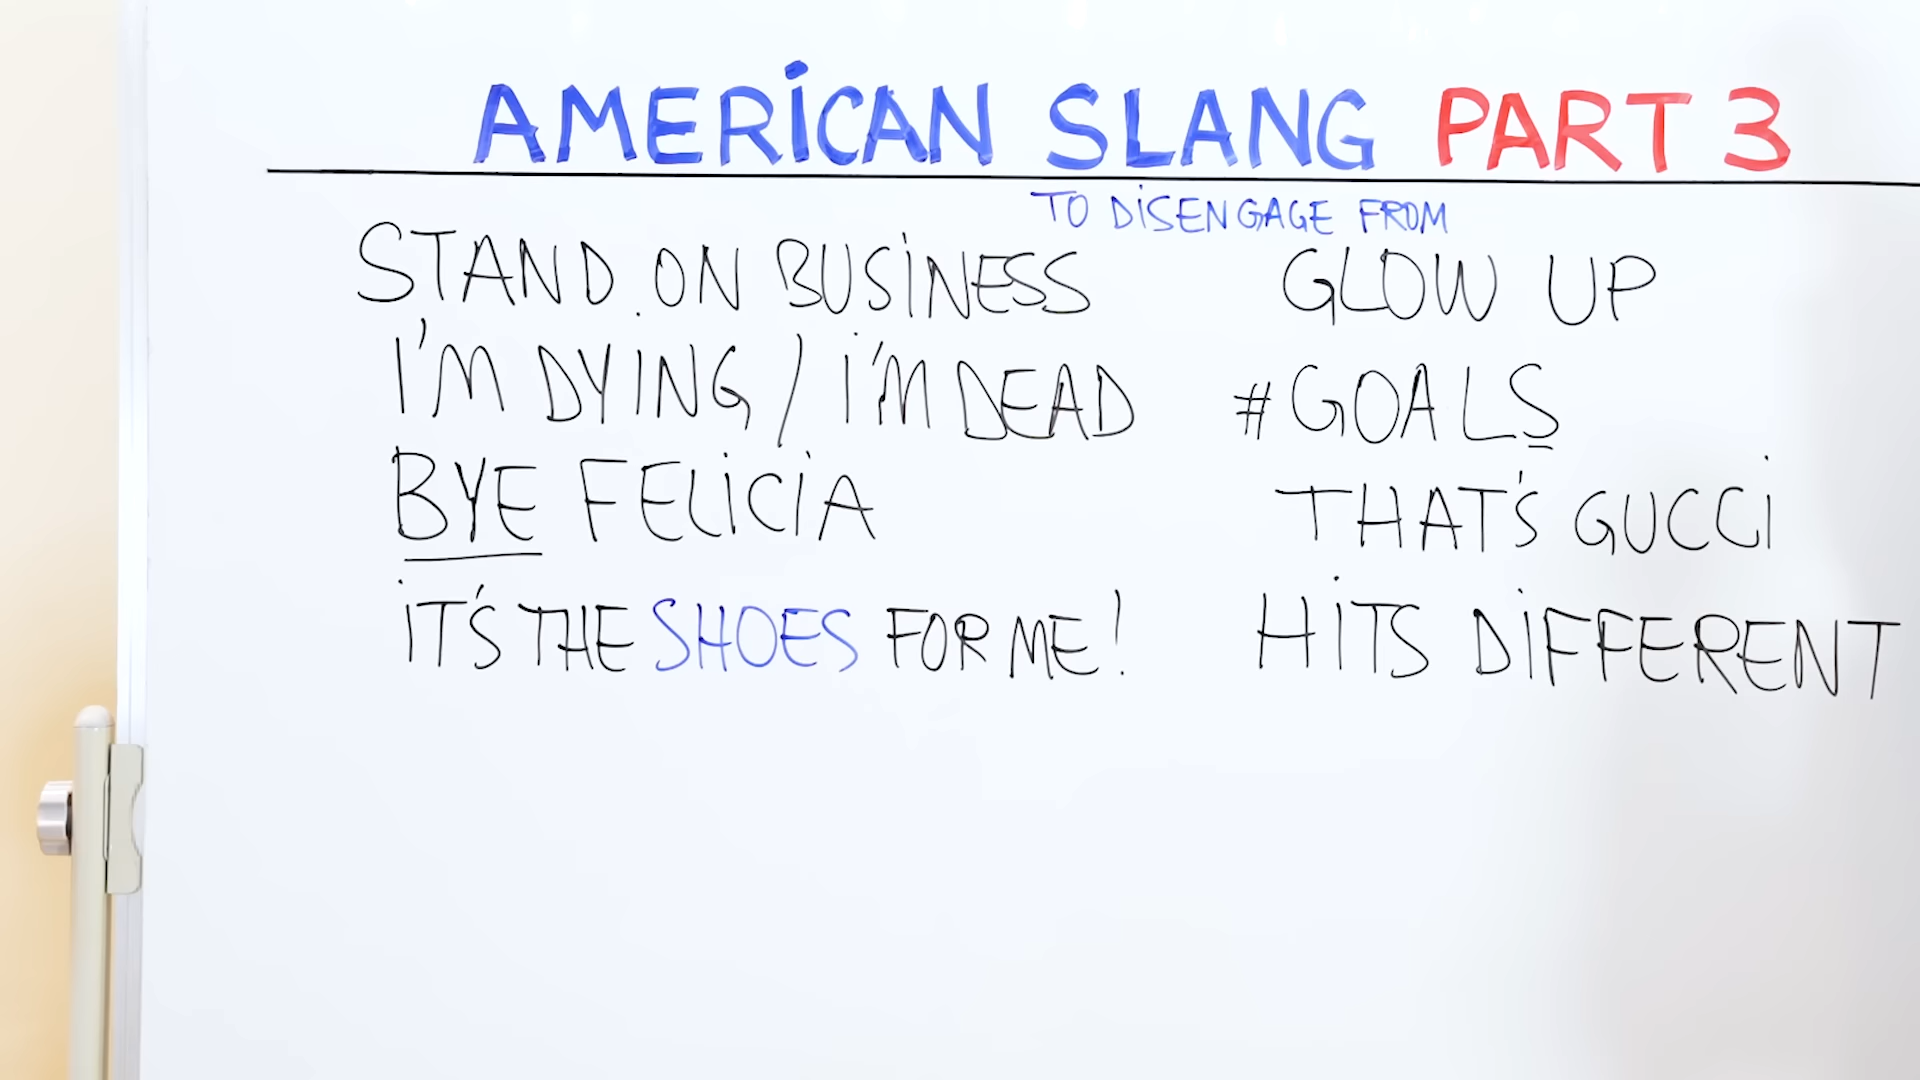 AMERICAN SLANG PART 3
TO DISENGAGE FROM
STAND ON BUSINESS
I'M DYING / I'M DEAD
BYE FELICIA
IT'S THE SHOES FOR ME!
GLOW UP
#GOALS
THAT'S GUCCI
HITS DIFFERENT